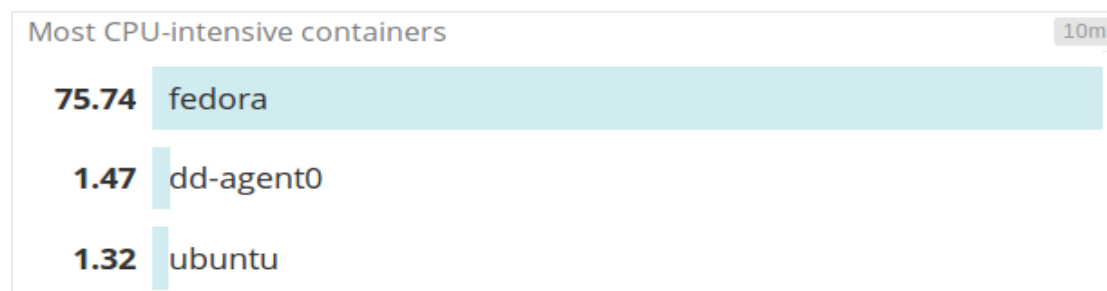 Most CPU-intensive containers 10m
75.74 fedora
1.47 dd-agent0
1.32 ubuntu